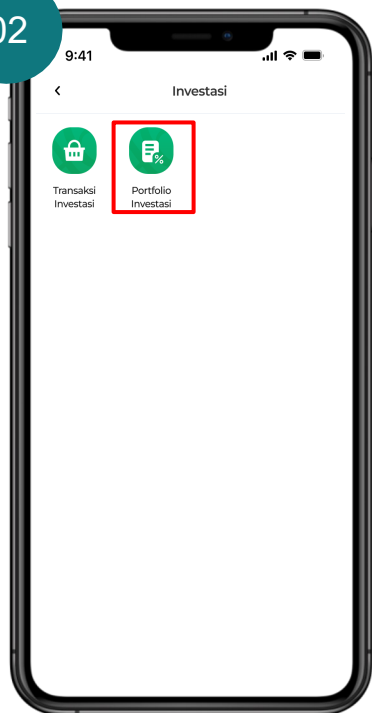 02
9:41
Investasi
Transaksi
Investasi
Portfolio
Investasi
%